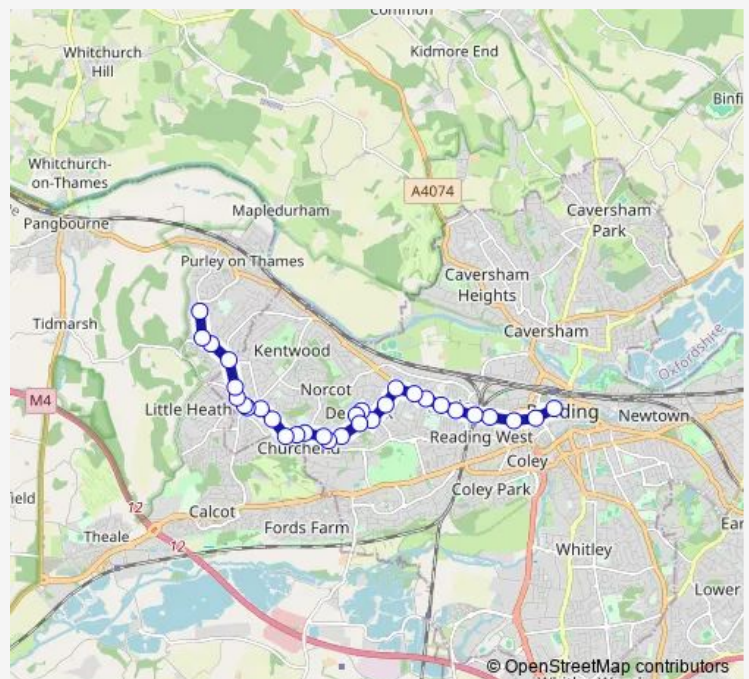 Common
Kidmore End
Whitchurch
Hill
Whitchurch-
on-Thames
A4074
Caversham
Park
Pangbourne
Mapledurham
Purley on Thames
Caversham
Heights
Tidmarsh
Kentwood
Caversham
Oxfordshire
M4
Norcot
Little Heath
De
Reading
Newtown
Reading West
Churchend
Coley
Coley Park
12
Calcot
Fords Farm
Theale
12
Whitley
Lower
© OpenStreetMap contributors